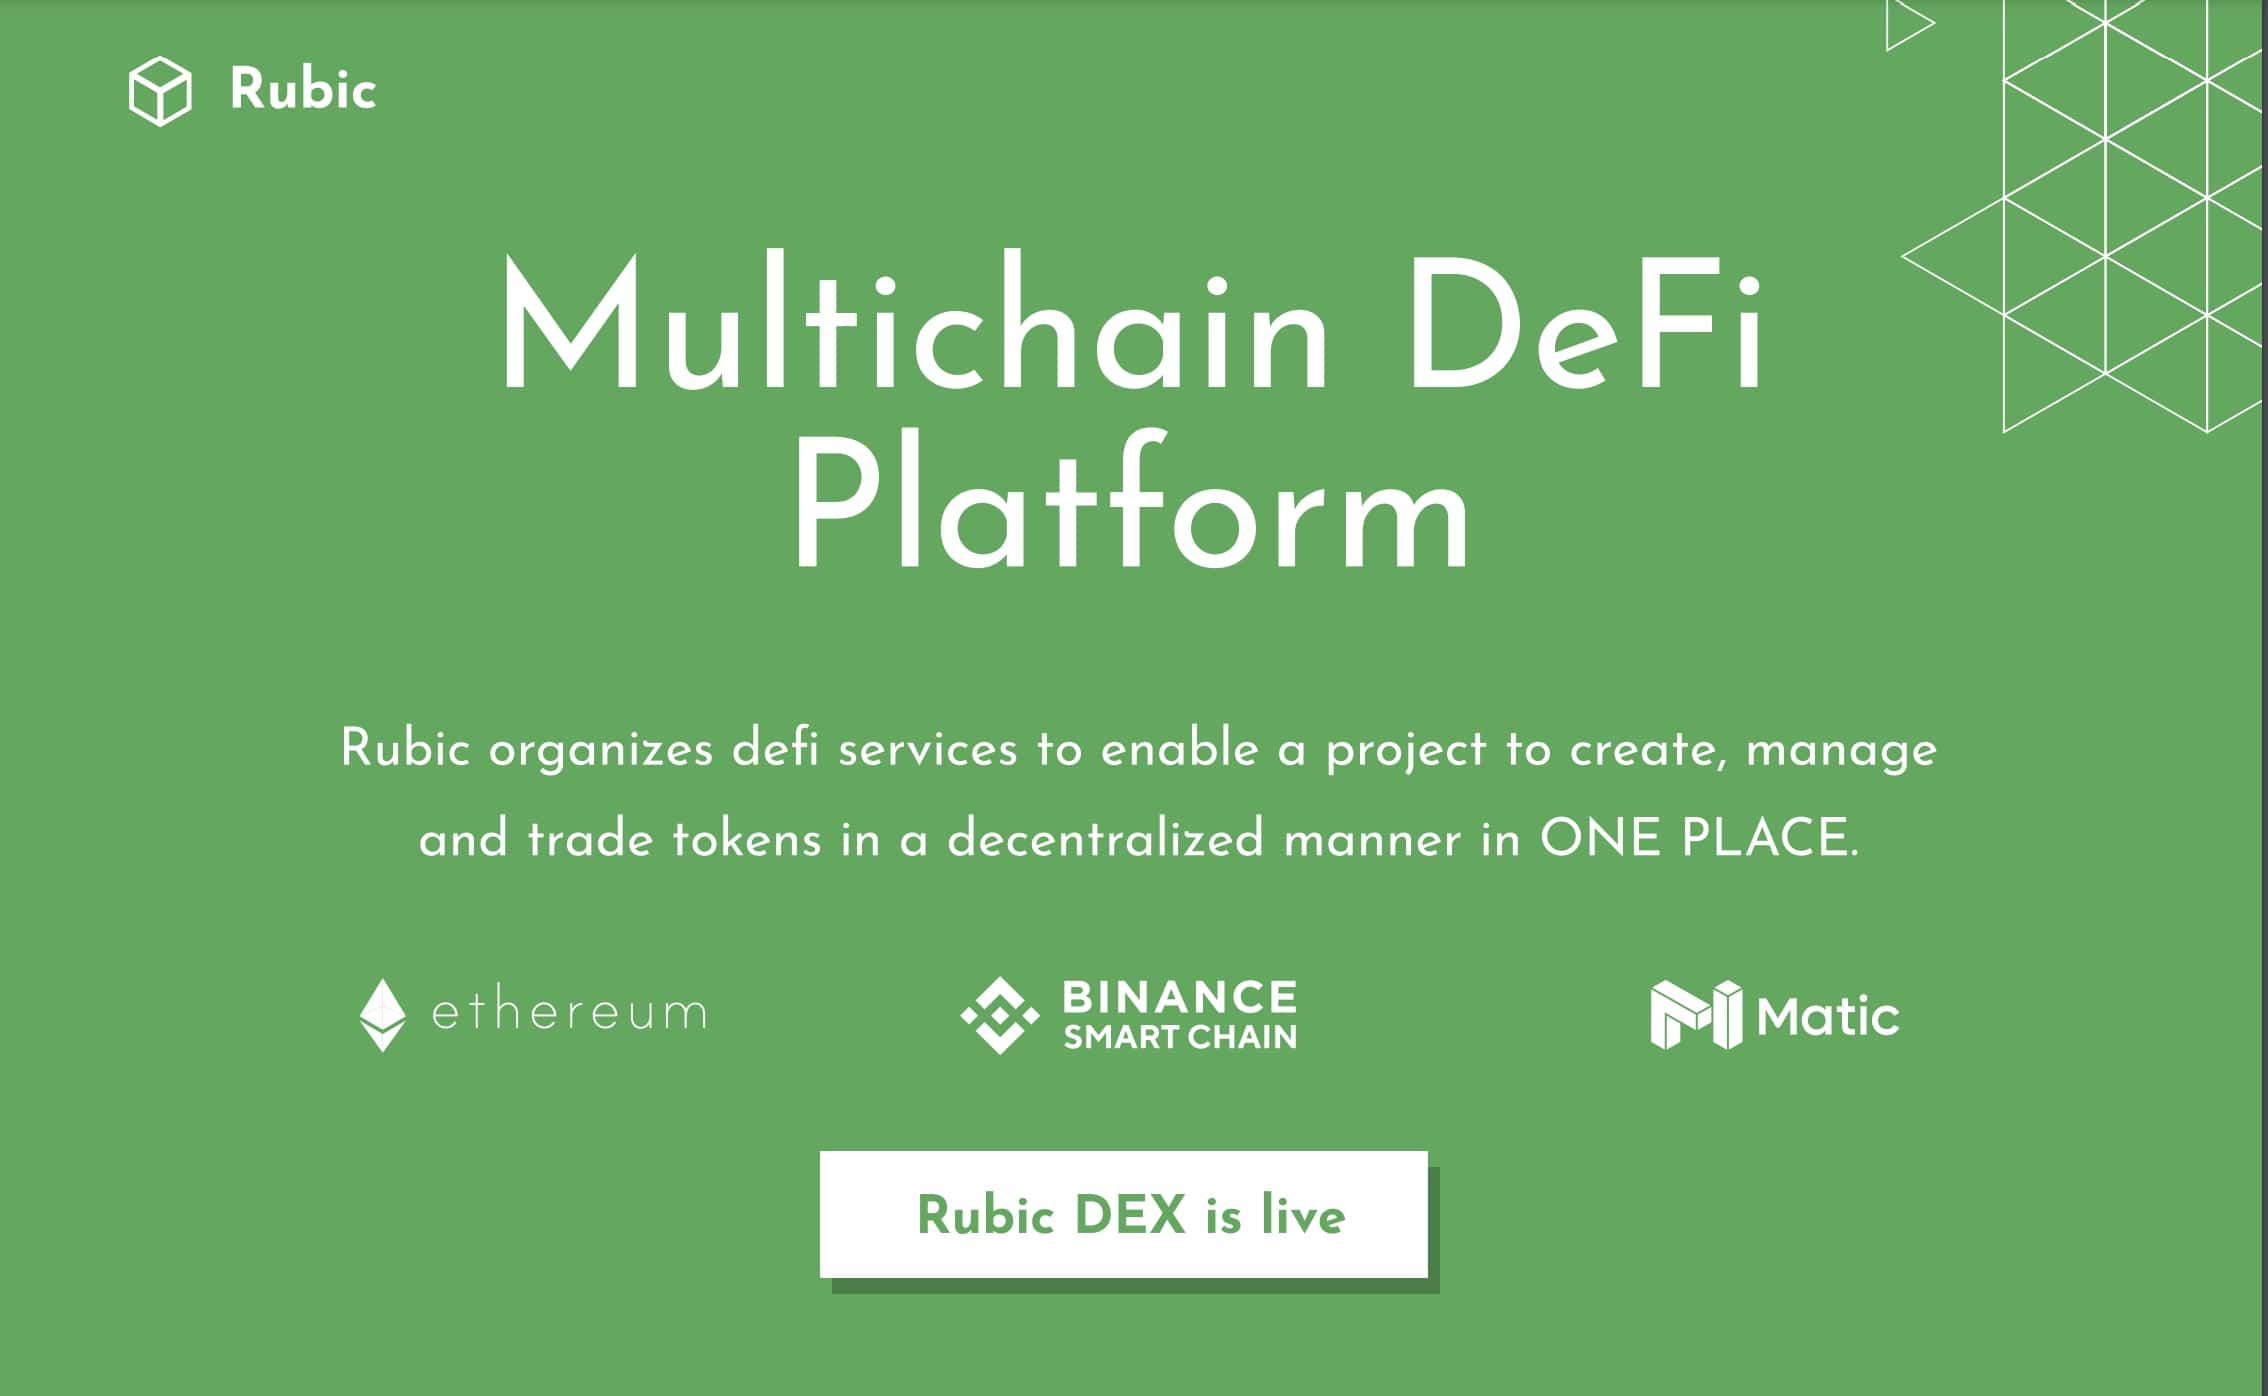 Rubic
Multichain DeFi
Platform
Rubic organizes defi services to enable a project to create, manage
and trade tokens in a decentralized manner in ONE PLACE.
ethereum
BINANCE
SMART CHAIN
Matic
Rubic DEX is live